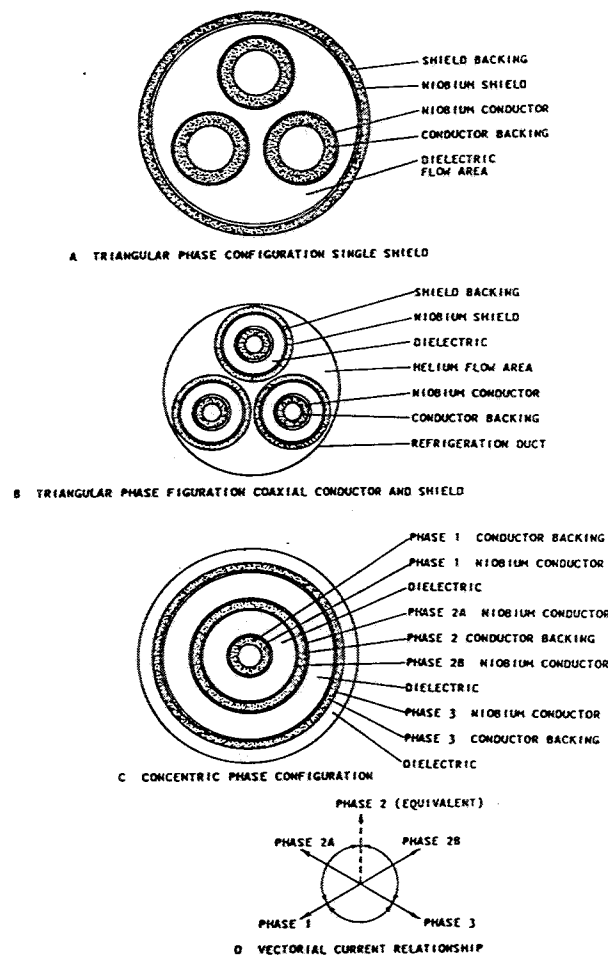 SHIELD BACKING
NIOBIUM SHIELD
NIOBIUM CONDUCTOR
CONDUCTOR BACKING
DIELECTRIC
FLOW AREA
A TRIANGULAR PHASE CONFIGURATION SINGLE SHIELD
SHIELD BACKING
NIOBIUM SHIELD
DIELECTRIC
HELIUM FLOW AREA
NIOBIUM CONDUCTOR
CONDUCTOR BACKING
REFRIGERATION DUCT
B TRIANGULAR PHASE FIGURATION COAXIAL CONDUCTOR AND SHIELD
PHASE 1 CONDUCTOR BACKING
PHASE 1 NIOBIUM CONDUCTOR
DIELECTRIC
PHASE 2A NIOBIUM CONDUCTOR
PHASE 2 CONDUCTOR BACKING
PHASE 2B NIOBIUM CONDUCTOR
DIELECTRIC
PHASE 3 NIOBIUM CONDUCTOR
PHASE 3 CONDUCTOR BACKING
DIELECTRIC
C CONCENTRIC PHASE CONFIGURATION
PHASE 2 (EQUIVALENT)
PHASE 2A
PHASE 2B
PHASE 1
PHASE 3
D VECTORIAL CURRENT RELATIONSHIP